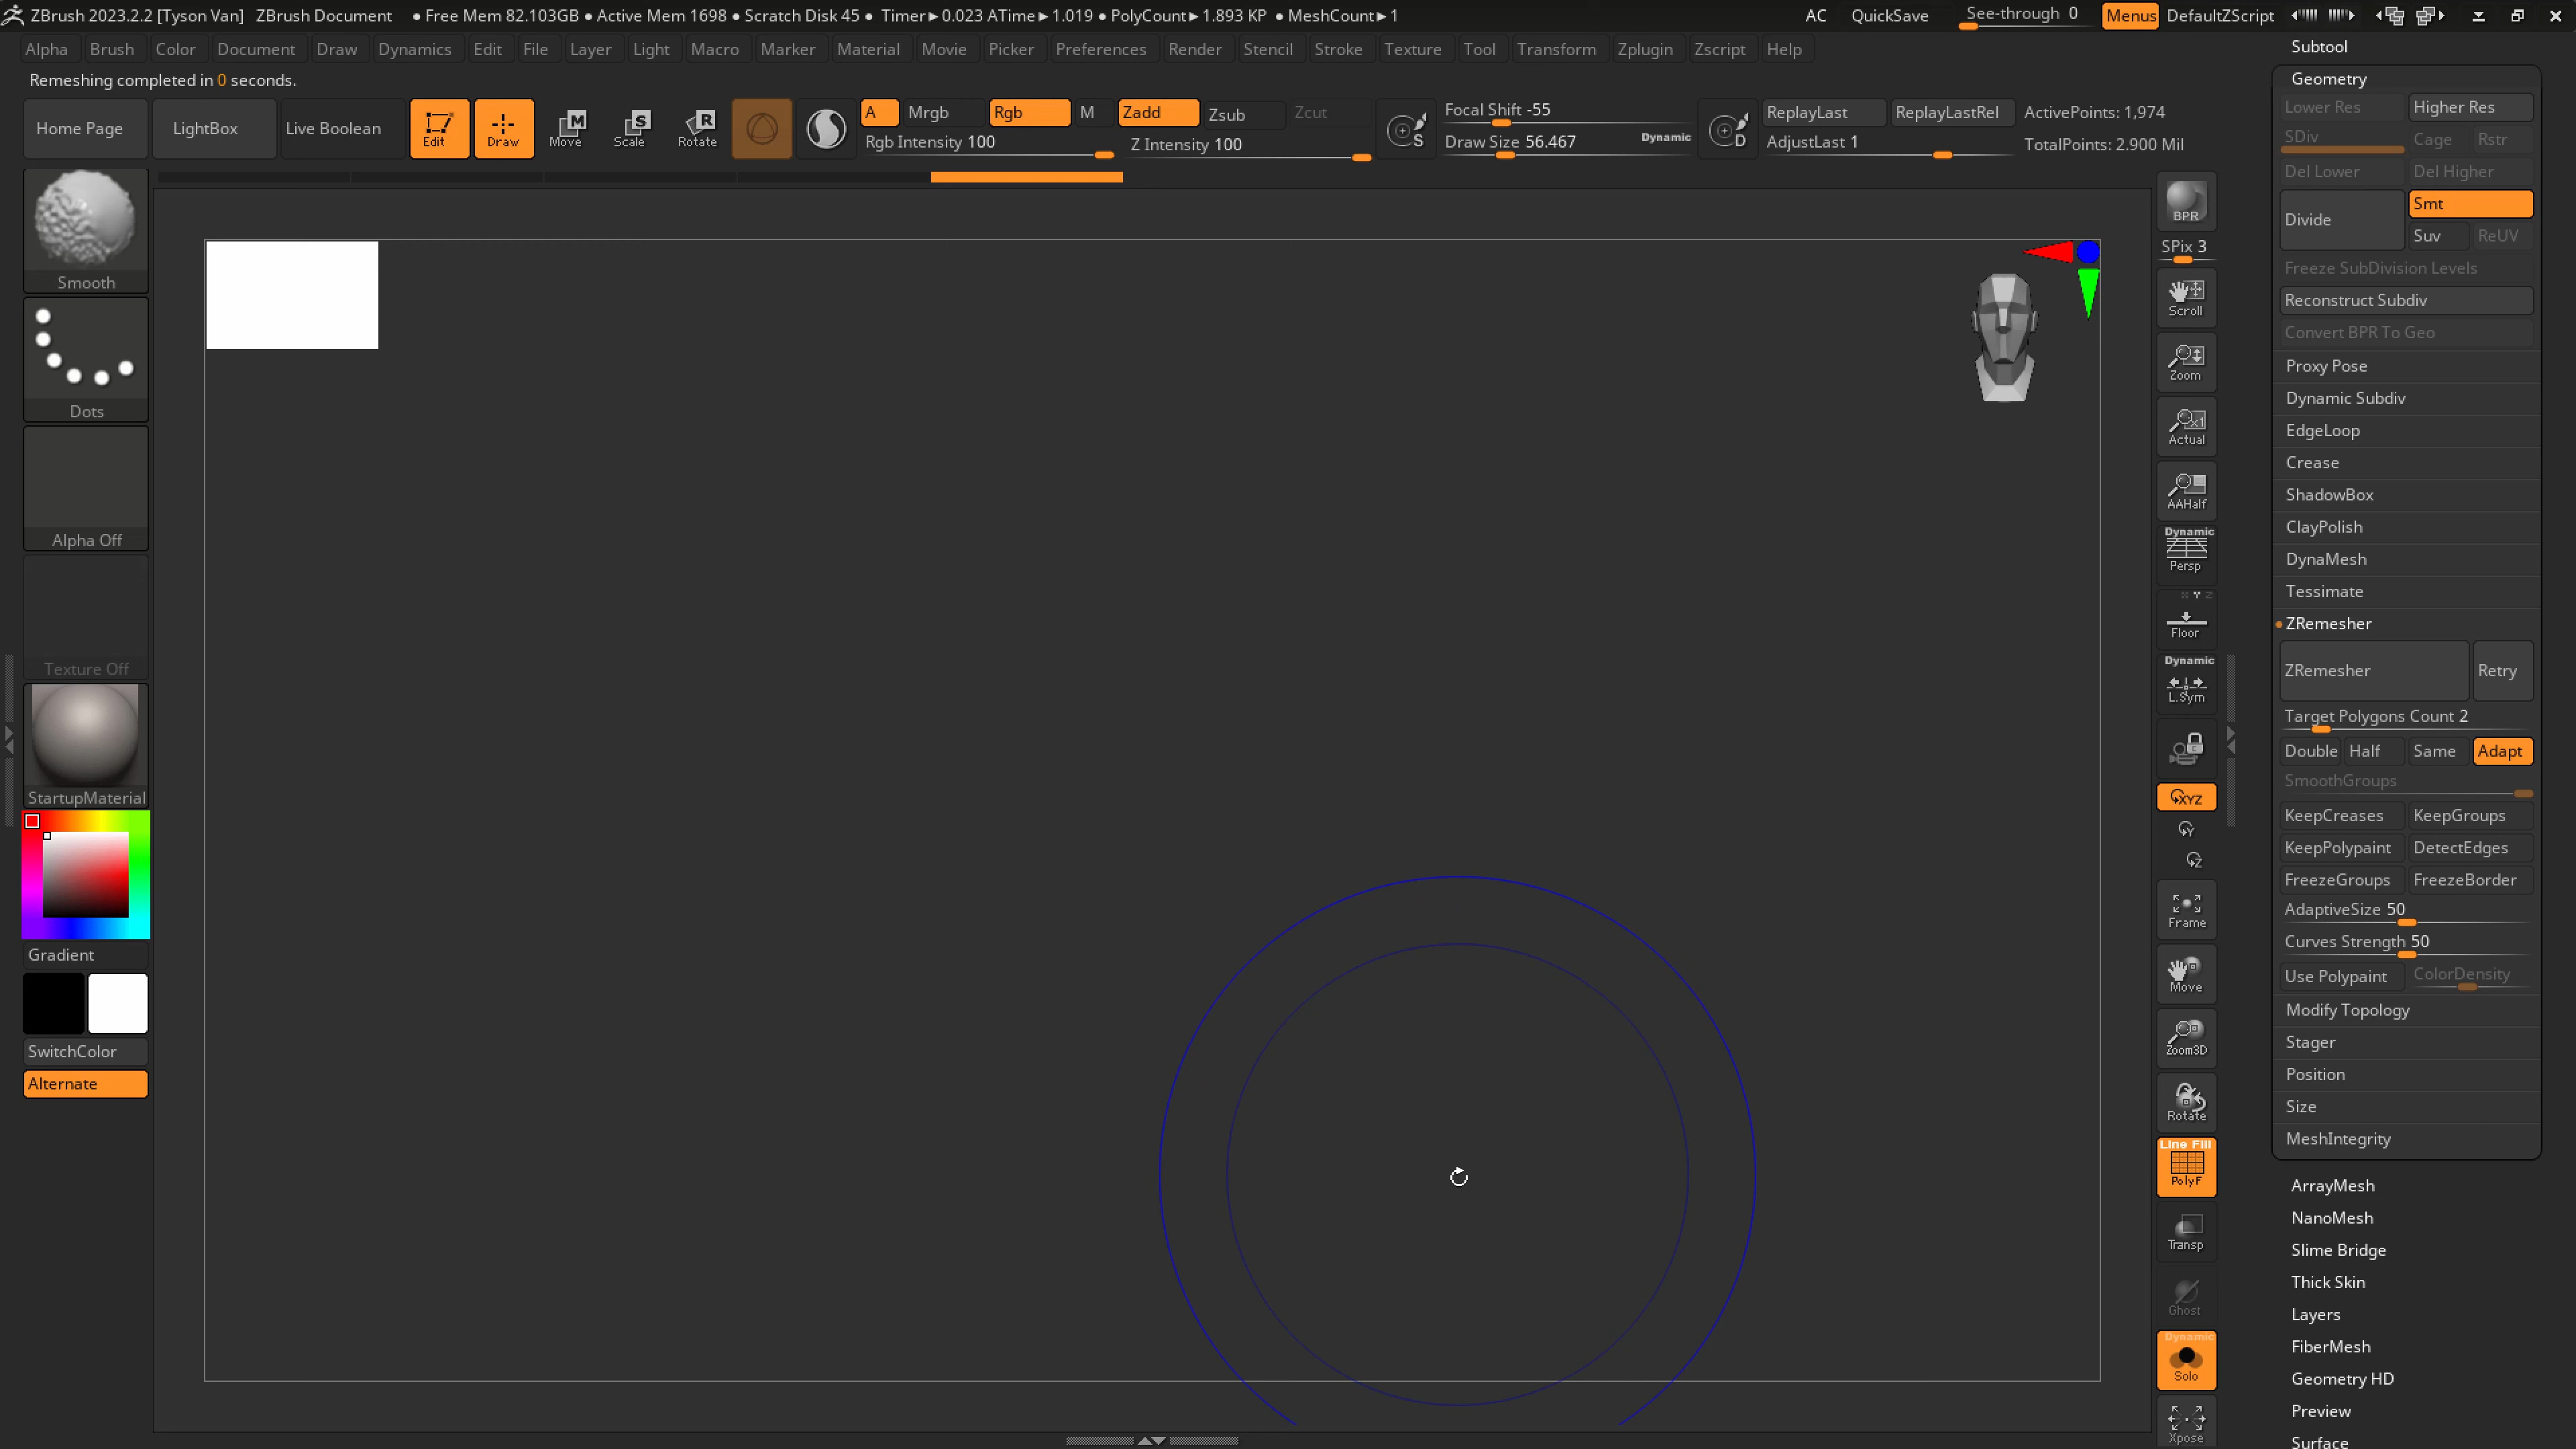 ZBrush 2023.2.2 [Tyson Van] ZBrush Document ● Free Mem 82.103GB ● Active Mem 1698 ● Scratch Disk 45 ● Timer►0.023 ATime►1.019 ● PolyCount►1.893 KP ● MeshCount►1 AC QuickSave See-through 0 Menus DefaultZScript
Alpha Brush Color Document Draw Dynamics Edit File Layer Light Macro Marker Material Movie Picker Preferences Render Stencil Stroke Texture Tool Transform Zplugin Zscript Help
Remeshing completed in 0 seconds.
Home Page LightBox Live Boolean Edit Draw Move Scale Rotate
M S R
A Mrgb Rgb M Zadd Zsub Zcut
Rgb Intensity 100 Z Intensity 100
S Focal Shift -55
Draw Size 56.467 Dynamic
D ReplayLast ReplayLastRel ActivePoints: 1,974
AdjustLast 1 TotalPoints: 2.900 Mil
Smooth
Dots
Alpha Off
Texture Off
StartupMaterial
Gradient
SwitchColor
Alternate
BPR
SPix 3
Scroll
Zoom
x1
Actual
AAHalf
Dynamic
Persp
X Y Z
Floor
Dynamic
L.Sym
XYZ
Y
Z
Frame
Move
Zoom3D
Rotate
Line Fill
PolyF
Transp
Ghost
Dynamic
Solo
Xpose
Subtool
Geometry
Lower Res Higher Res
SDiv Cage Rstr
Del Lower Del Higher
Divide Smt
Suv ReUV
Freeze SubDivision Levels
Reconstruct Subdiv
Convert BPR To Geo
Proxy Pose
Dynamic Subdiv
EdgeLoop
Crease
ShadowBox
ClayPolish
DynaMesh
Tessimate
ZRemesher
ZRemesher Retry
Target Polygons Count 2
Double Half Same Adapt
SmoothGroups
KeepCreases KeepGroups
KeepPolypaint DetectEdges
FreezeGroups FreezeBorder
AdaptiveSize 50
Curves Strength 50
Use Polypaint ColorDensity
Modify Topology
Stager
Position
Size
MeshIntegrity
ArrayMesh
NanoMesh
Slime Bridge
Thick Skin
Layers
FiberMesh
Geometry HD
Preview
Surface